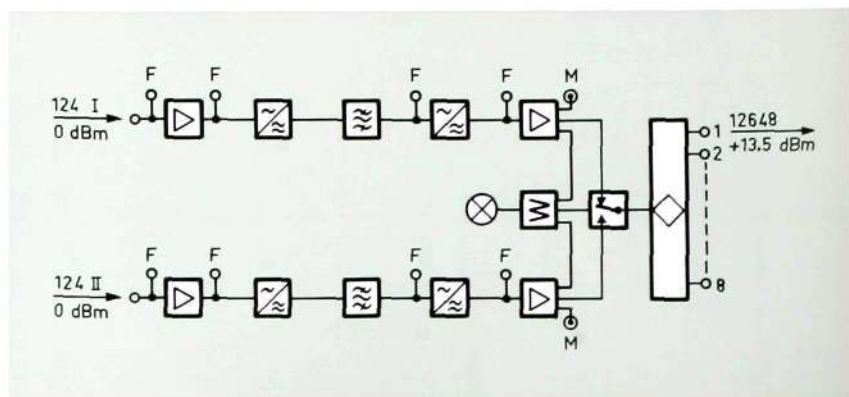 F F F F M
124 I
0 dBm
1 12648
2 +13.5 dBm
F F F F
124 II
0 dBm
8
M